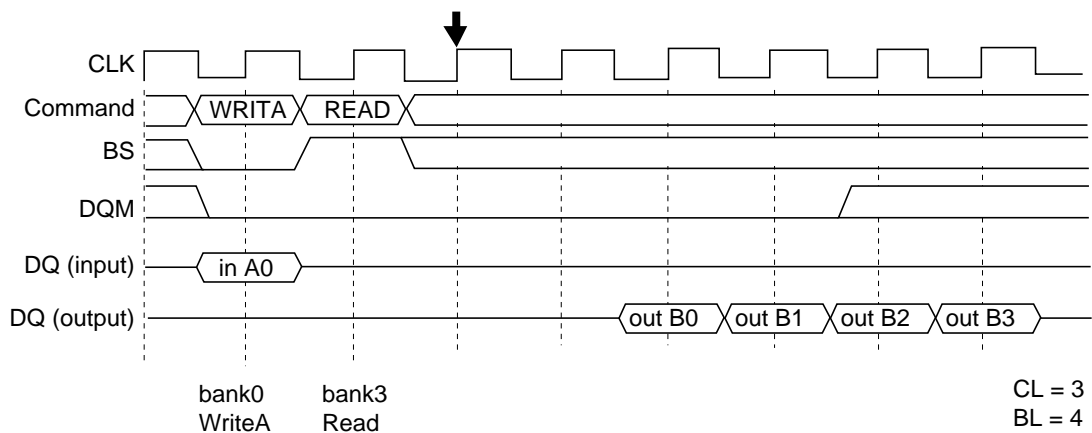 CLK
Command WRITA READ
BS
DQM
DQ (input) in A0
DQ (output) out B0 out B1 out B2 out B3
bank0 bank3 CL = 3
WriteA Read BL = 4